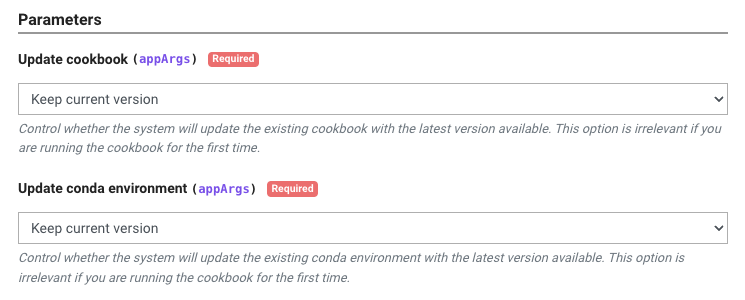 Parameters
Update cookbook (appArgs) Required
Keep current version
Control whether the system will update the existing cookbook with the latest version available. This option is irrelevant if you
are running the cookbook for the first time.
Update conda environment (appArgs) Required
Keep current version
Control whether the system will update the existing conda environment with the latest version available. This option is
irrelevant if you are running the cookbook for the first time.